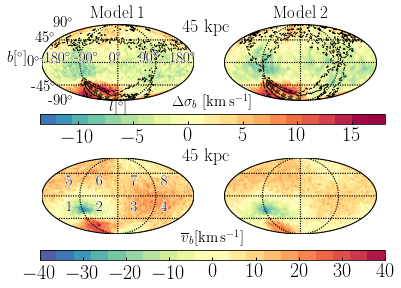 Model 1 Model 2
45 kpc
90°
45°
b[°] 0° -180° -90° 0° 90° 180°
-45°
-90°
l[°]
Δσ_b [km s⁻¹]
−10 −5 0 5 10 15
45 kpc
5 6 7 8
1 2 3 4
v̅_b[km s⁻¹]
−40 −30 −20 −10 0 10 20 30 40